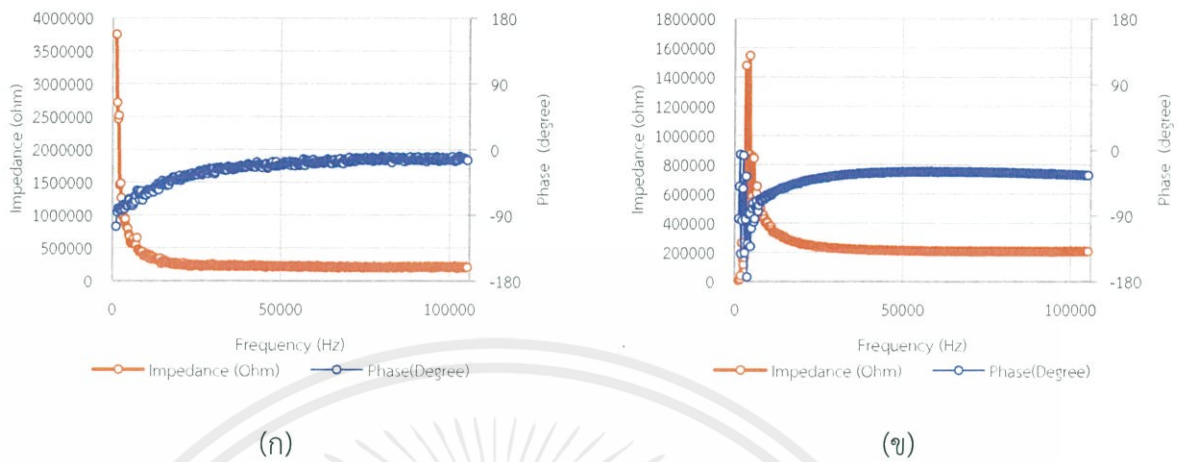 4000000
3500000
3000000
2500000
2000000
1500000
1000000
500000
0
Impedance (ohm)
180
90
0
-90
-180
Phase (degree)
0 50000 100000
Frequency (Hz)
Impedance (Ohm) Phase(Degree)
(ก)
1800000
1600000
1400000
1200000
1000000
800000
600000
400000
200000
0
Impedance (ohm)
180
90
0
-90
-180
Phase (degree)
0 50000 100000
Frequency (Hz)
Impedance (Ohm) Phase(Degree)
(ข)